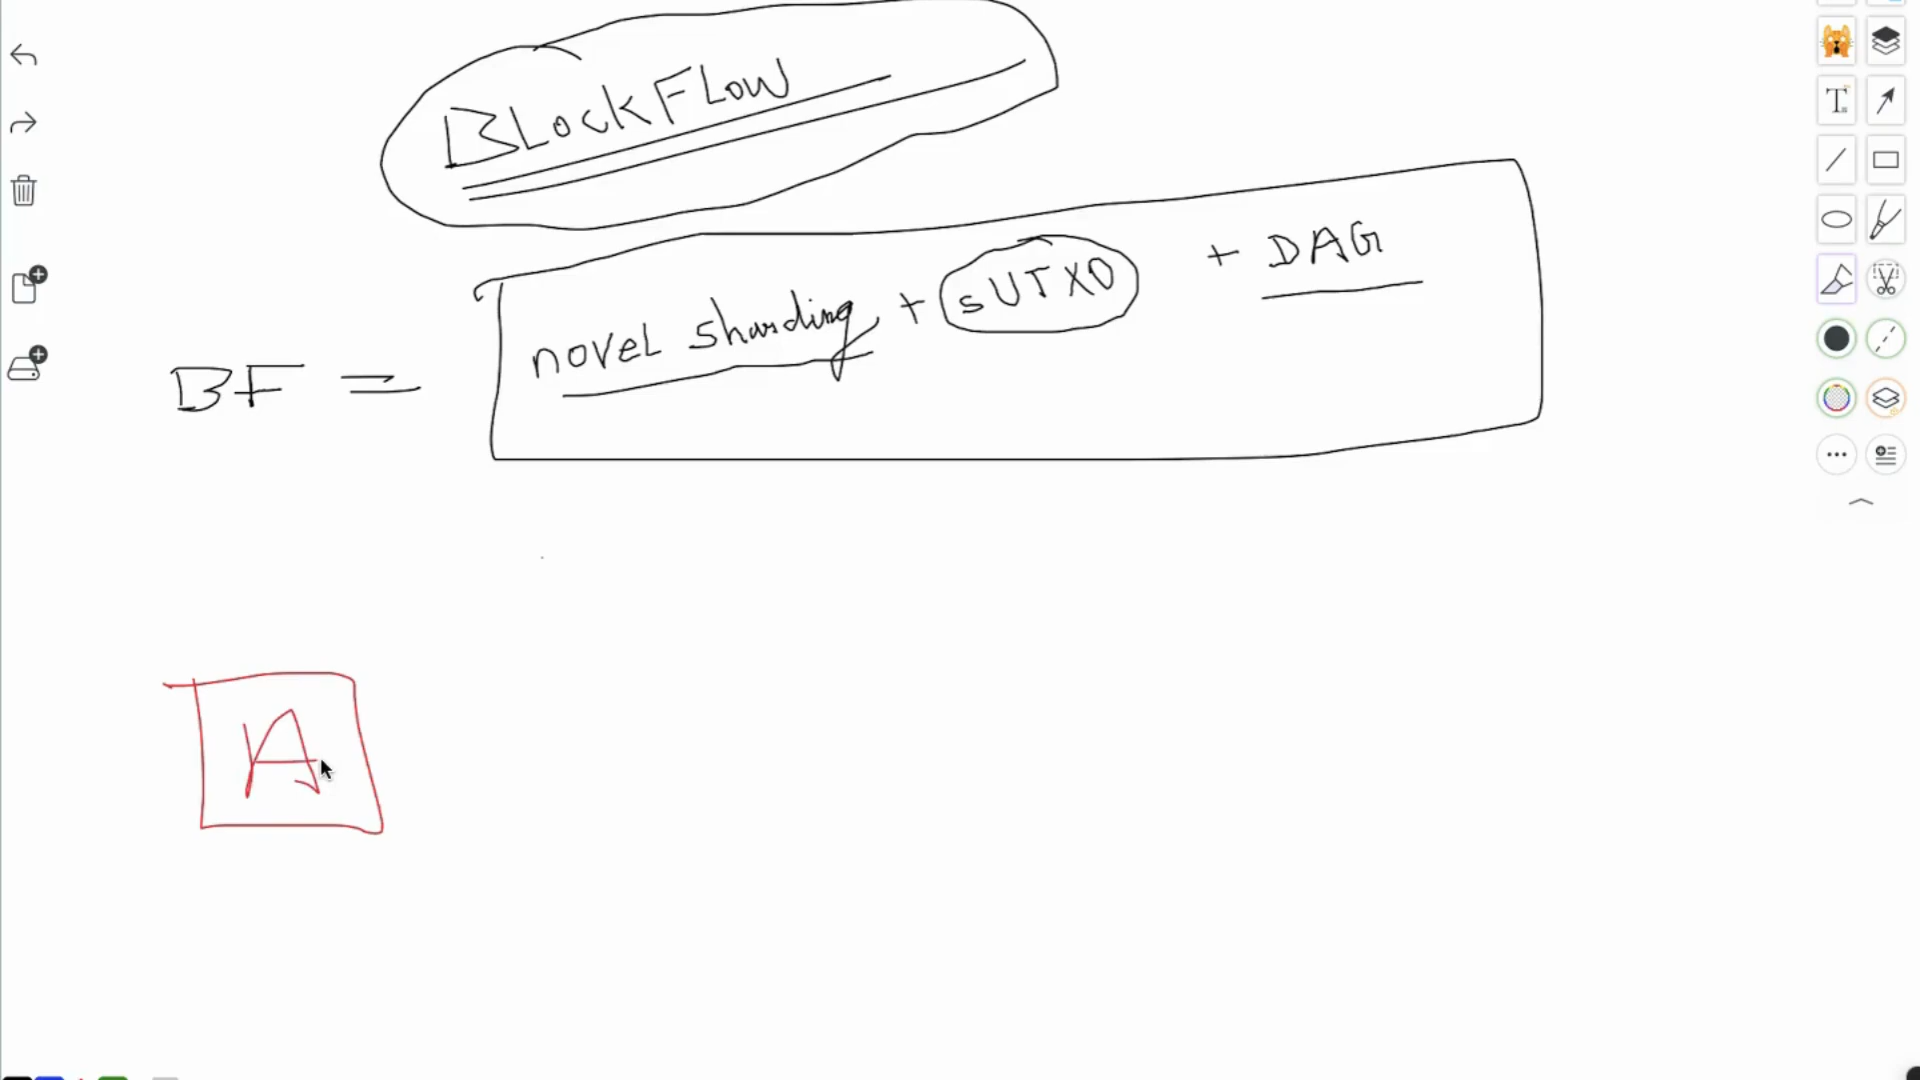 BLockFLow
BF = novel sharding + sUTXO + DAG
A